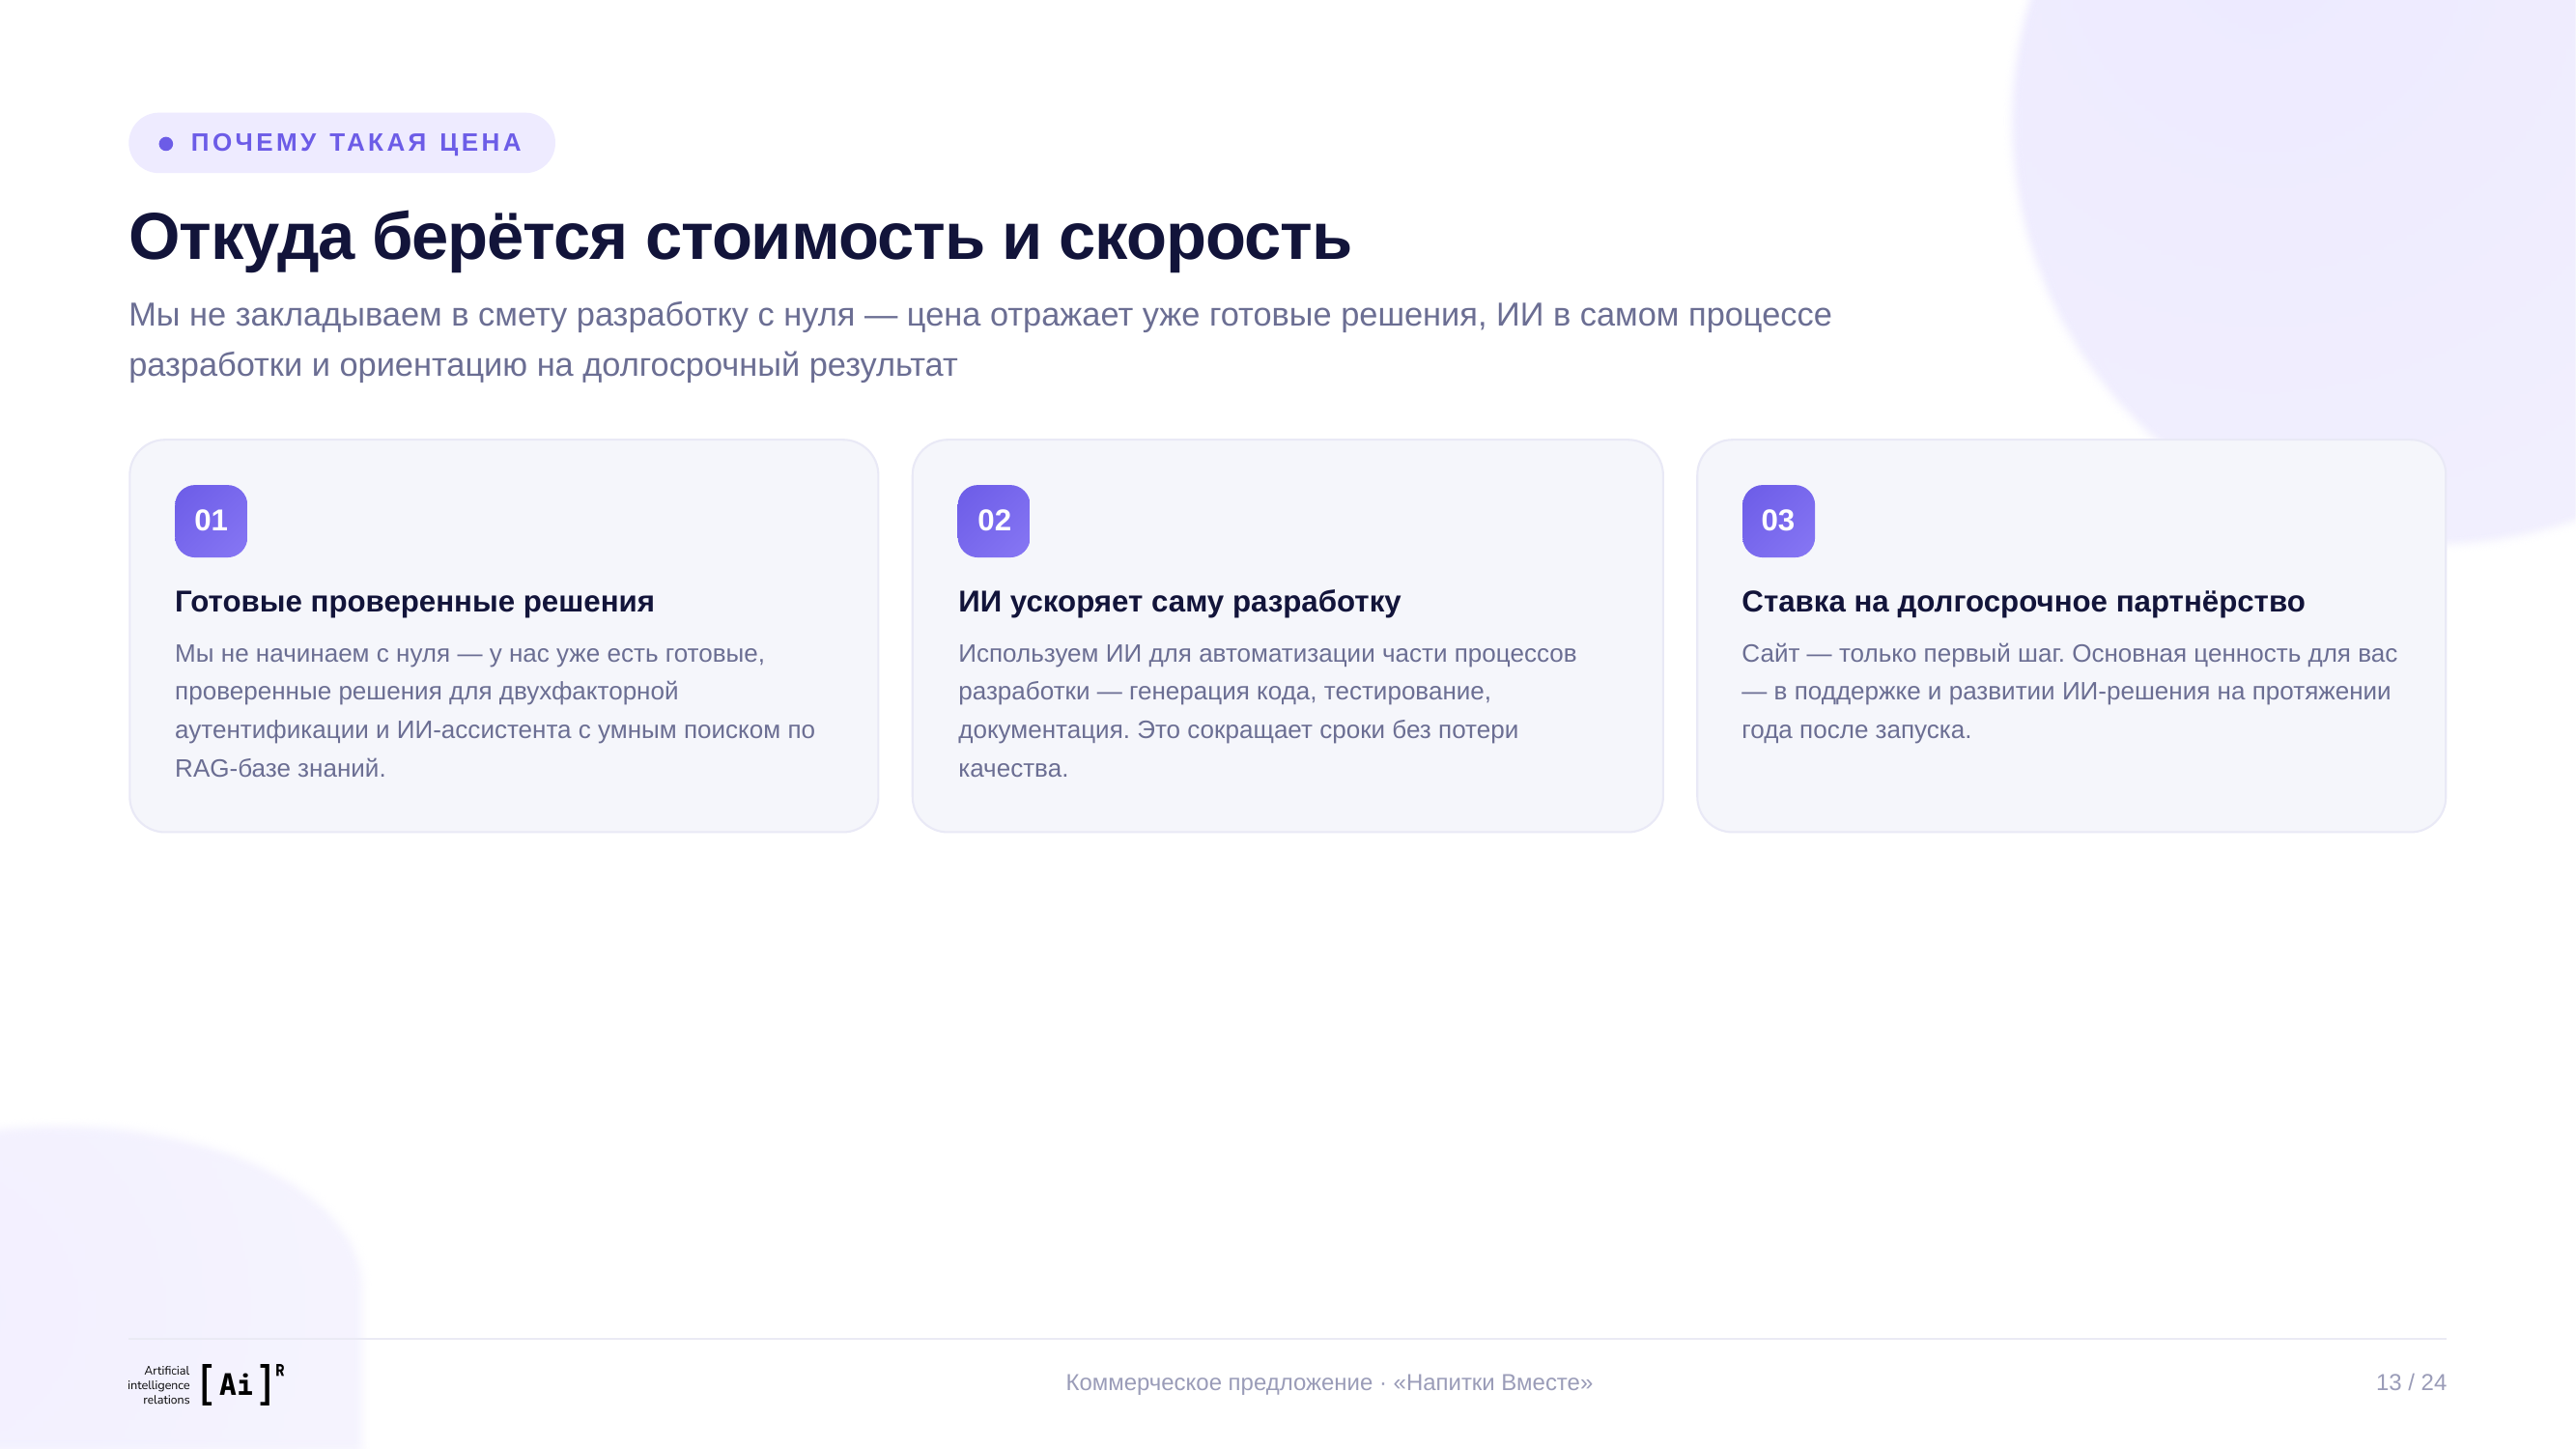 ПОЧЕМУ ТАКАЯ ЦЕНА
Откуда берётся стоимость и скорость
Мы не закладываем в смету разработку с нуля — цена отражает уже готовые решения, ИИ в самом процессе
разработки и ориентацию на долгосрочный результат
01
Готовые проверенные решения
Мы не начинаем с нуля — у нас уже есть готовые,
проверенные решения для двухфакторной
аутентификации и ИИ-ассистента с умным поиском по
RAG-базе знаний.
02
ИИ ускоряет саму разработку
Используем ИИ для автоматизации части процессов
разработки — генерация кода, тестирование,
документация. Это сокращает сроки без потери
качества.
03
Ставка на долгосрочное партнёрство
Сайт — только первый шаг. Основная ценность для вас
— в поддержке и развитии ИИ-решения на протяжении
года после запуска.
Artificial
intelligence
relations
[Ai]R
Коммерческое предложение · «Напитки Вместе»
13 / 24